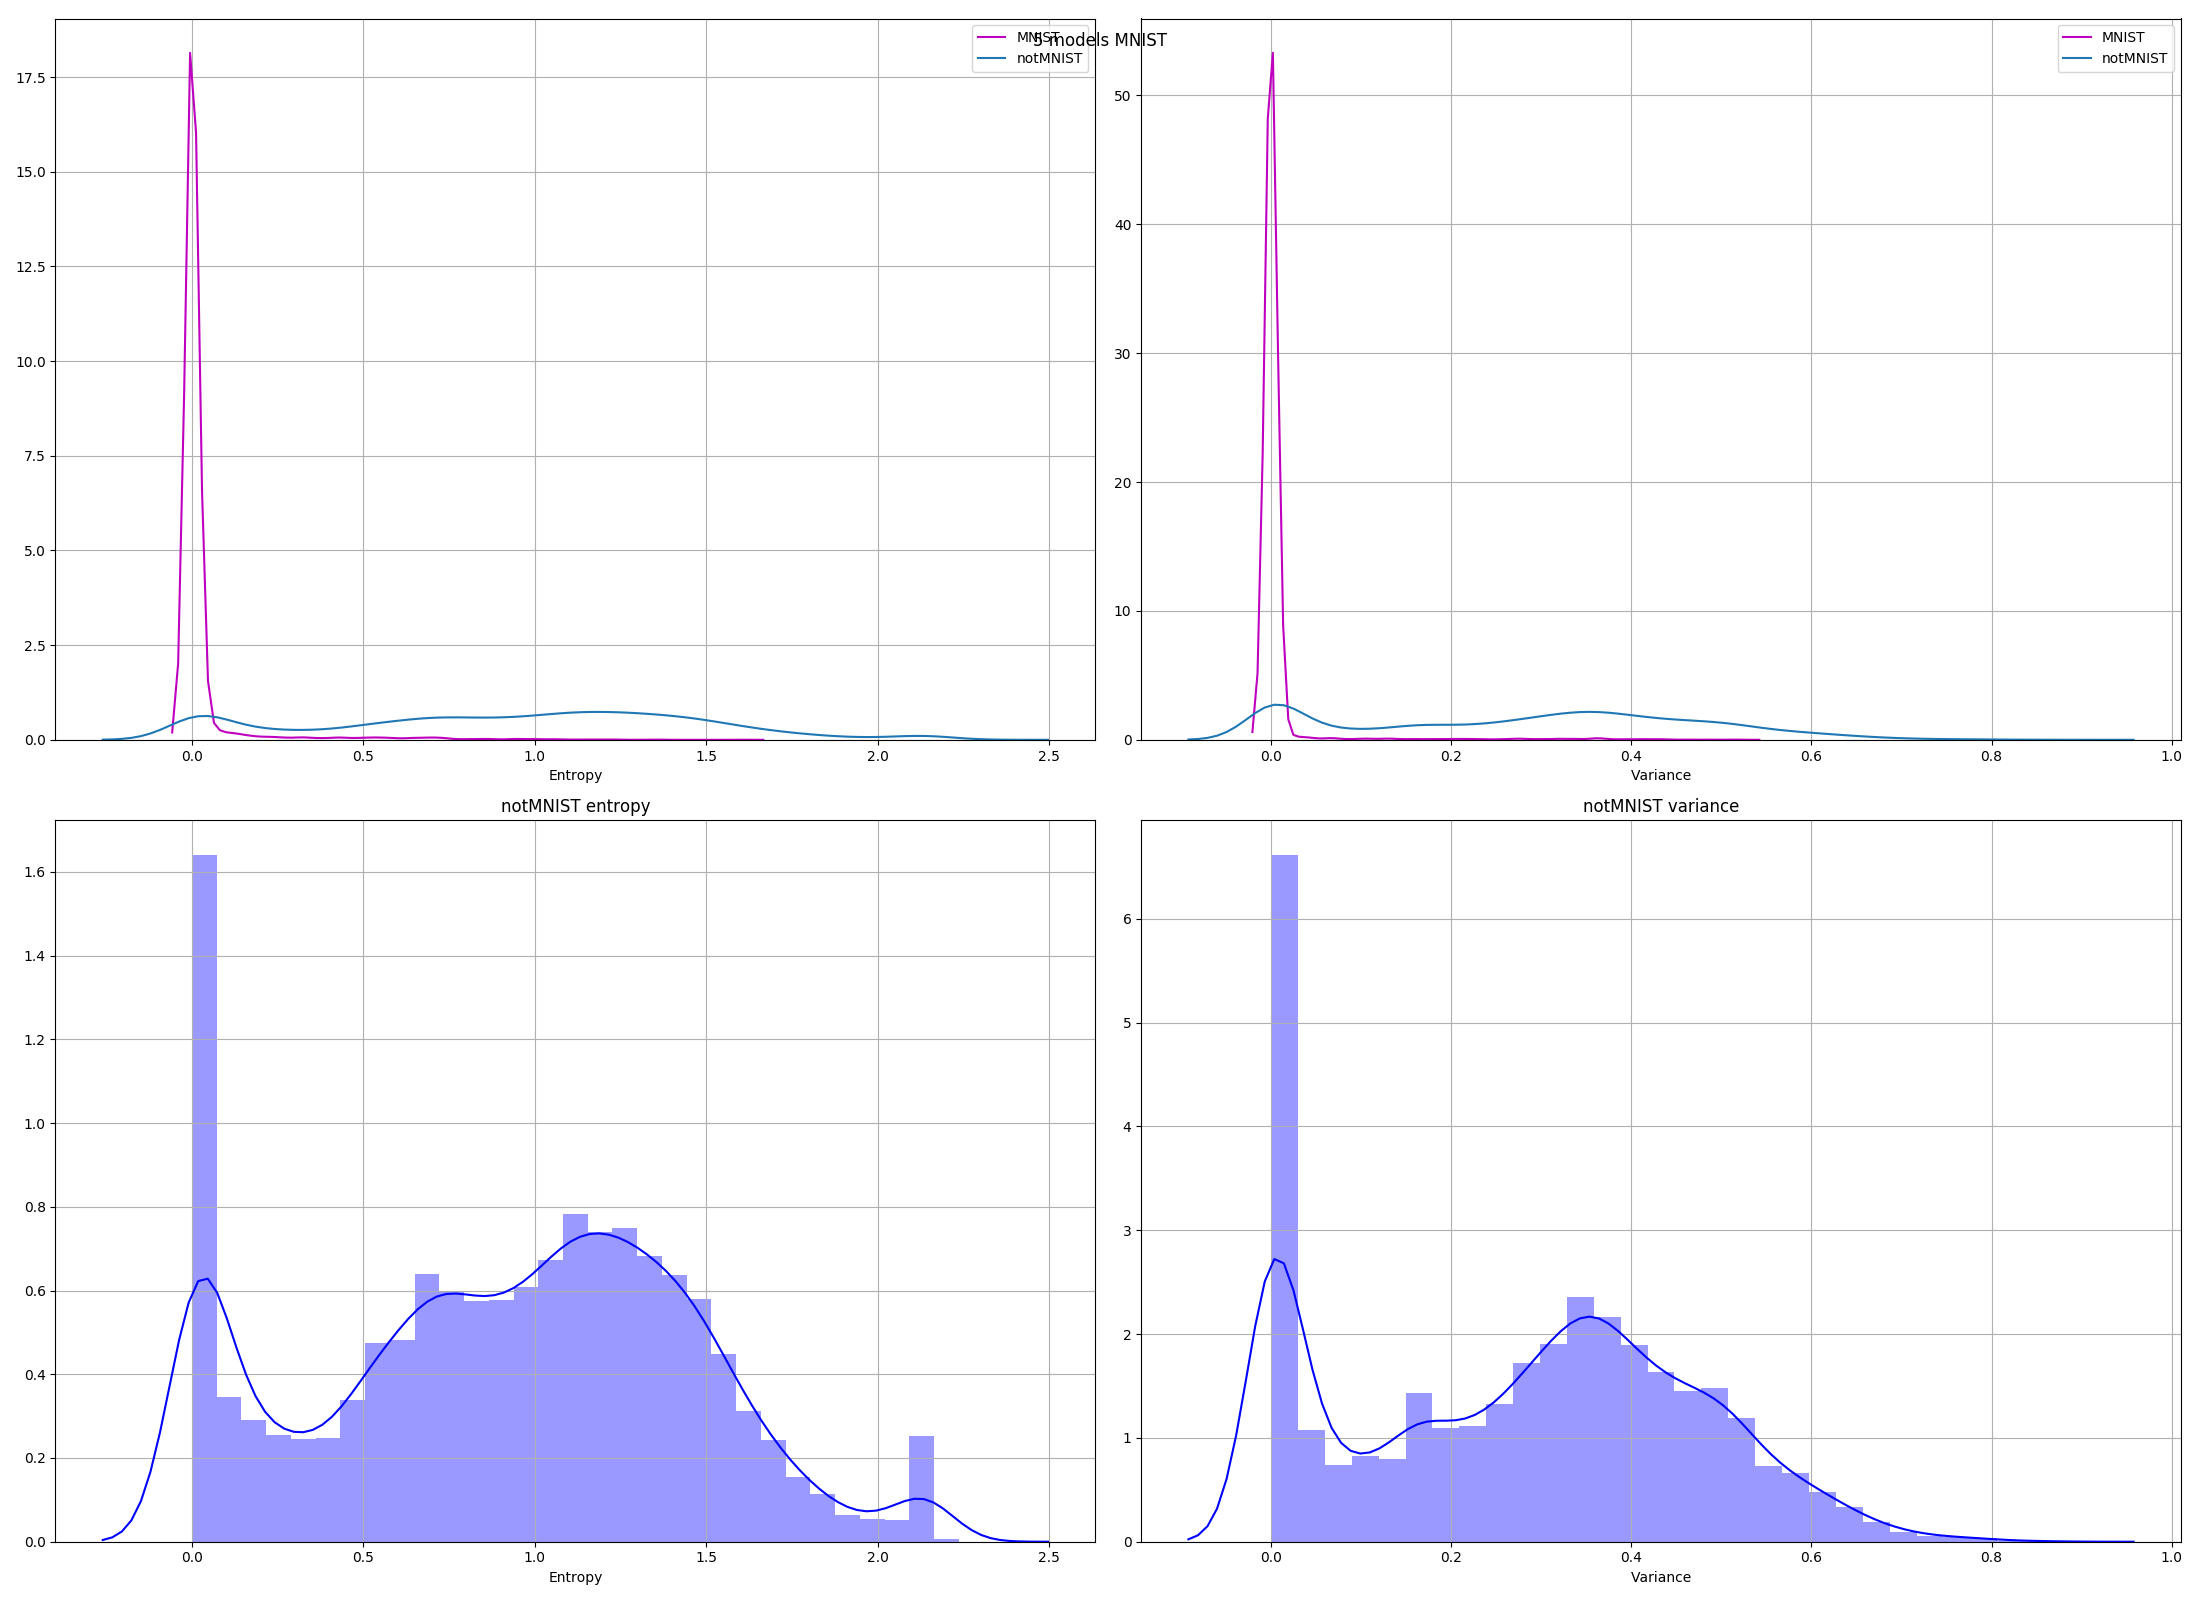 5 models MNIST
MNIST
notMNIST
17.5
15.0
12.5
10.0
7.5
5.0
2.5
0.0
0.0 0.5 1.0 1.5 2.0 2.5
Entropy
MNIST
notMNIST
50
40
30
20
10
0
0.0 0.2 0.4 0.6 0.8 1.0
Variance
notMNIST entropy
1.6
1.4
1.2
1.0
0.8
0.6
0.4
0.2
0.0
0.0 0.5 1.0 1.5 2.0 2.5
Entropy
notMNIST variance
6
5
4
3
2
1
0
0.0 0.2 0.4 0.6 0.8 1.0
Variance